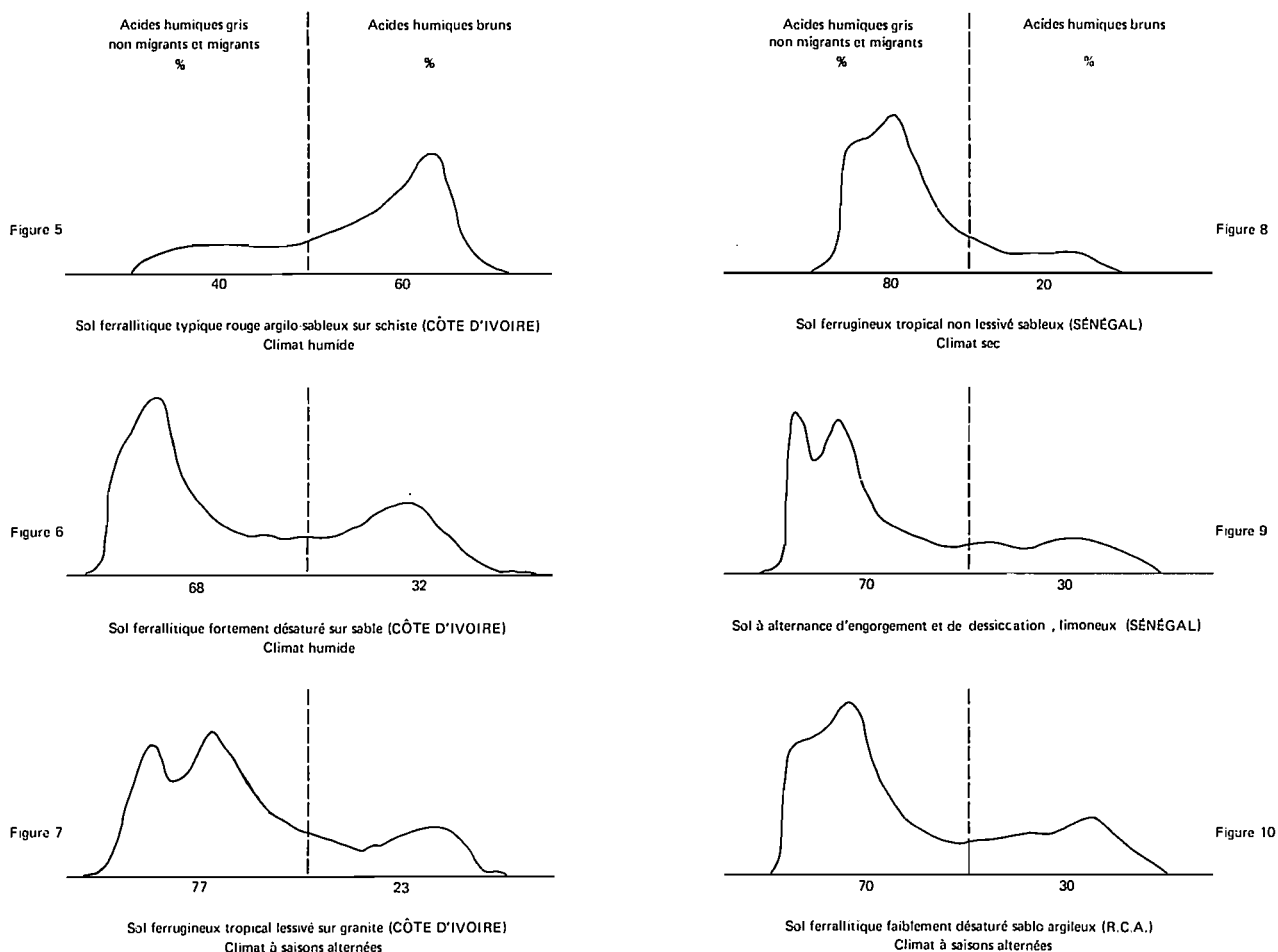 Acides humiques gris
non migrants et migrants
%
Acides humiques bruns
%
Figure 5
40
60
Sol ferrallitique typique rouge argilo-sableux sur schiste (CÔTE D'IVOIRE)
Climat humide
Figure 6
68
32
Sol ferrallitique fortement désaturé sur sable (CÔTE D'IVOIRE)
Climat humide
Figure 7
77
23
Sol ferrugineux tropical lessivé sur granite (CÔTE D'IVOIRE)
Climat à saisons alternées
Acides humiques gris
non migrants et migrants
%
Acides humiques bruns
%
Figure 8
80
20
Sol ferrugineux tropical non lessivé sableux (SÉNÉGAL)
Climat sec
Figure 9
70
30
Sol à alternance d'engorgement et de dessiccation , limoneux (SÉNÉGAL)
Figure 10
70
30
Sol ferrallitique faiblement désaturé sablo argileux (R.C.A.)
Climat à saisons alternées